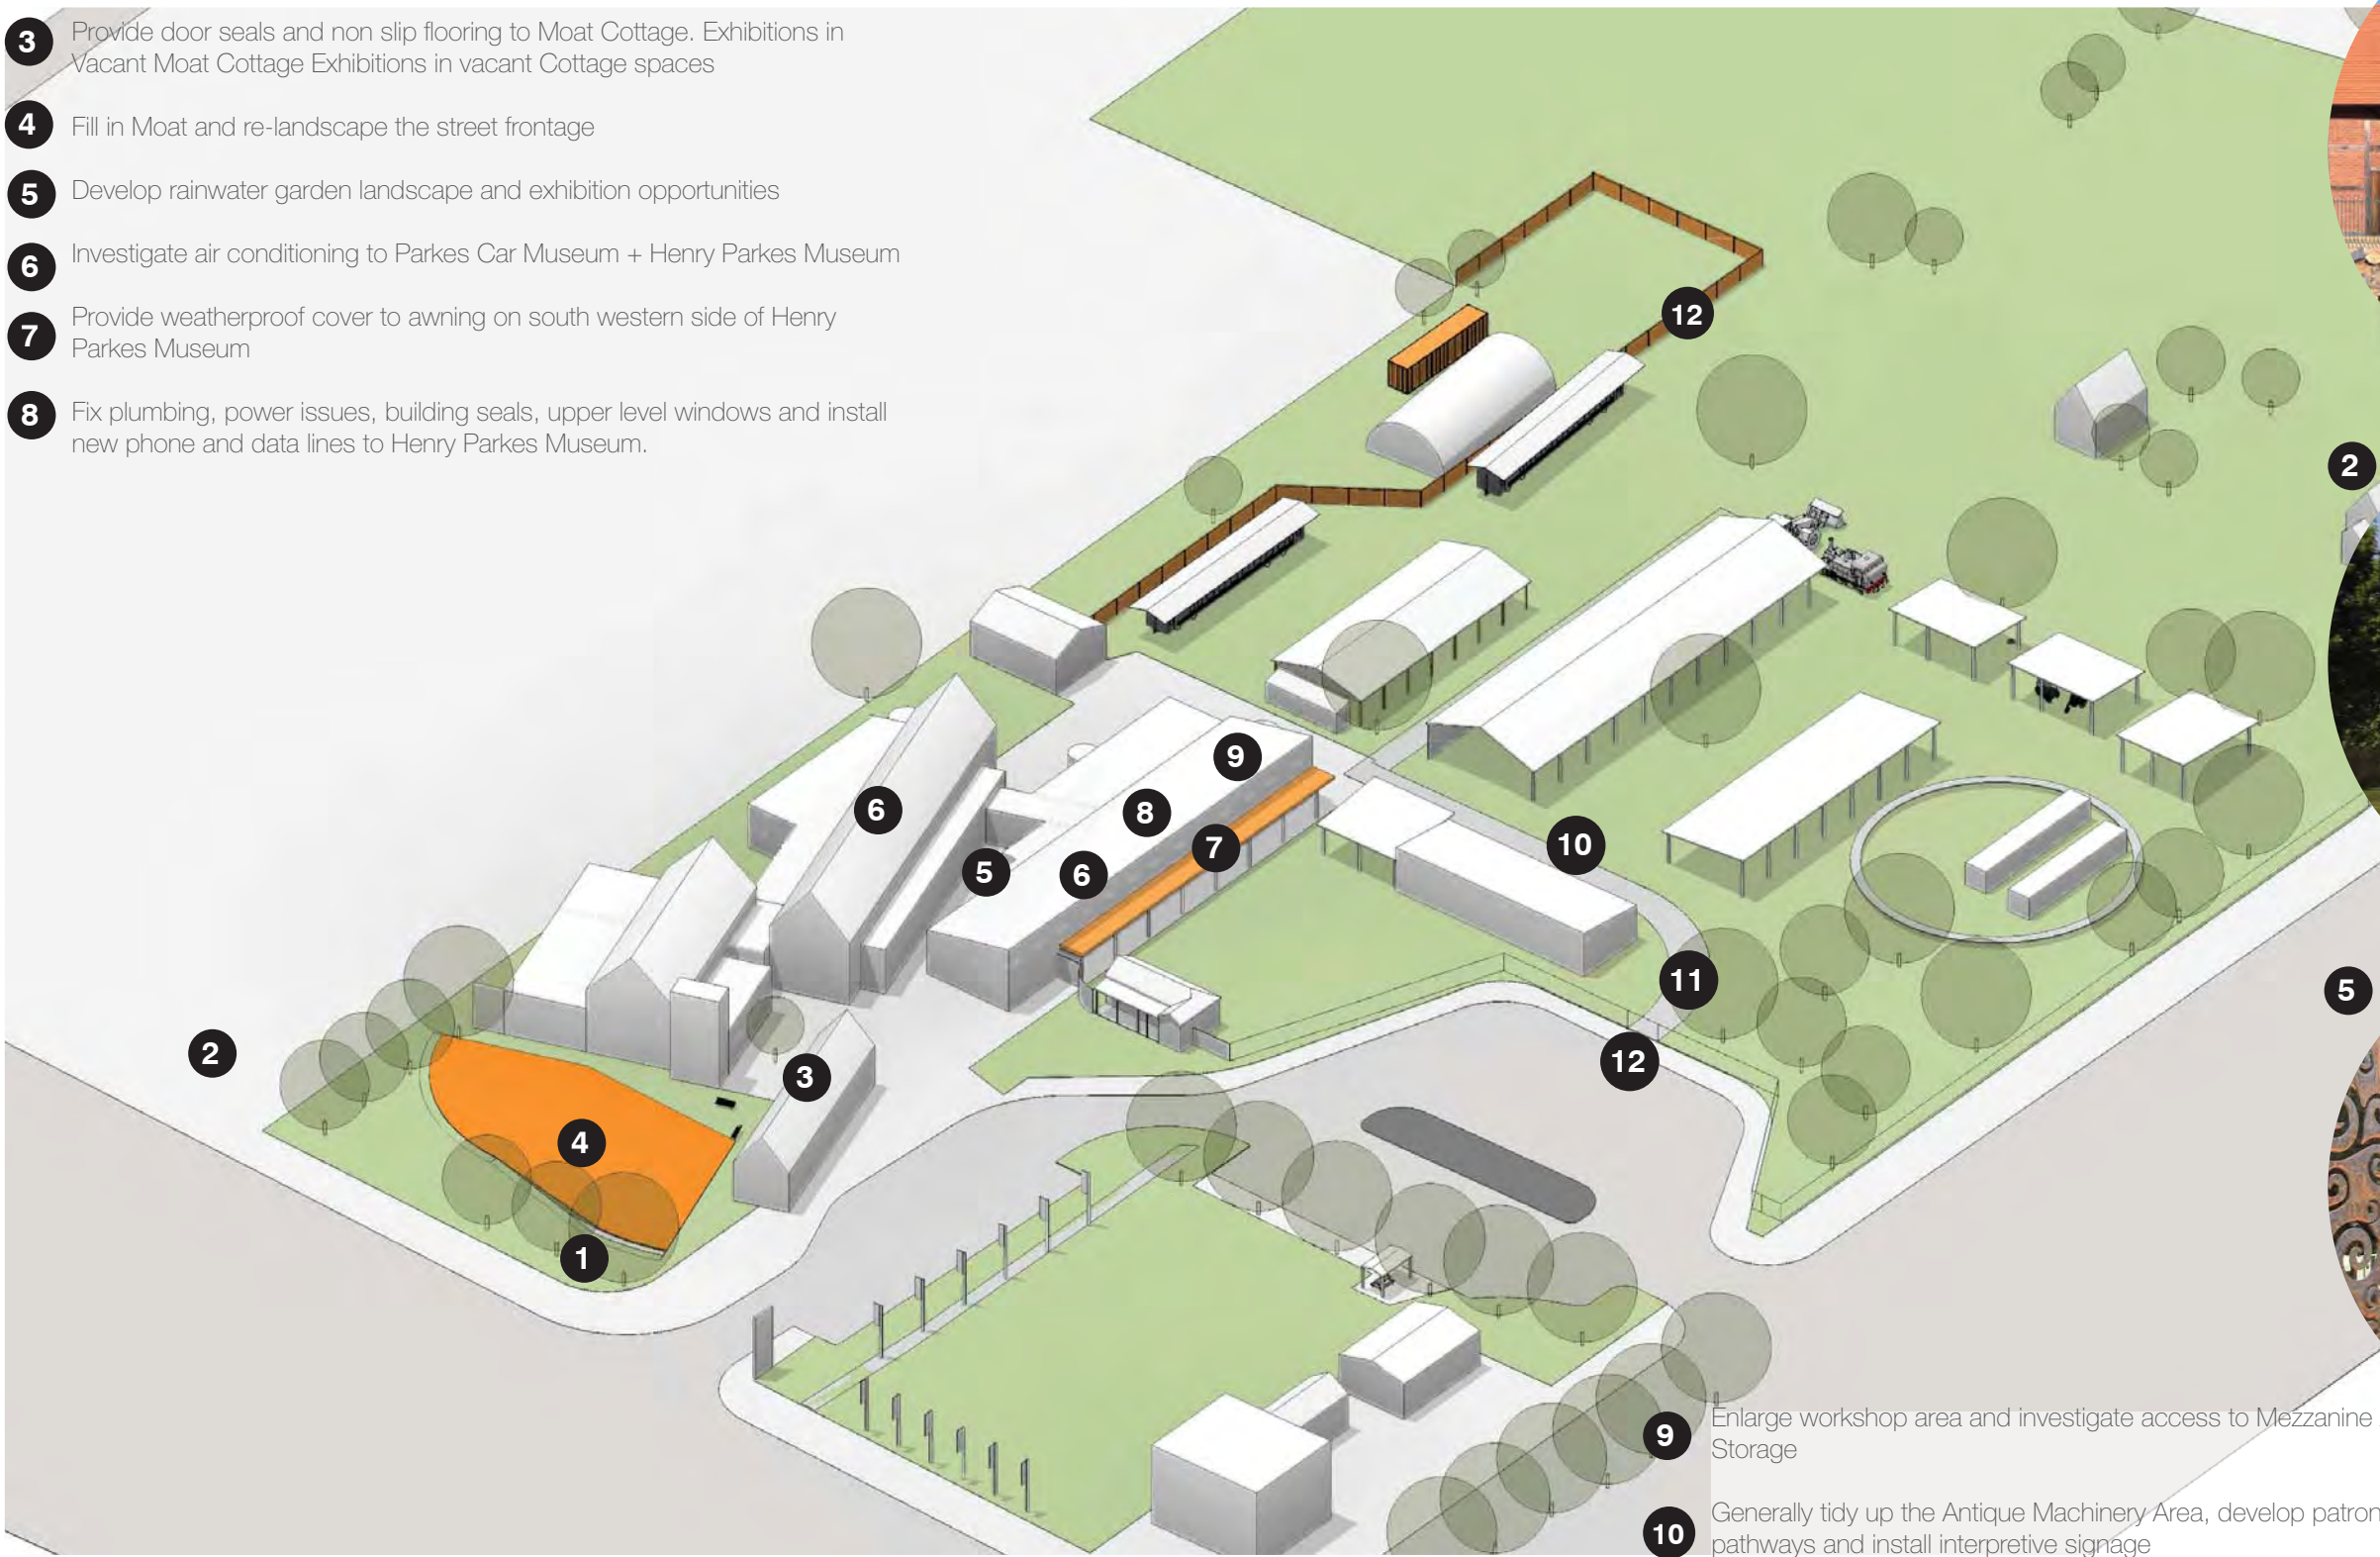 3 Provide door seals and non slip flooring to Moat Cottage. Exhibitions in
Vacant Moat Cottage Exhibitions in vacant Cottage spaces
4 Fill in Moat and re-landscape the street frontage
5 Develop rainwater garden landscape and exhibition opportunities
6 Investigate air conditioning to Parkes Car Museum + Henry Parkes Museum
7 Provide weatherproof cover to awning on south western side of Henry
Parkes Museum
8 Fix plumbing, power issues, building seals, upper level windows and install
new phone and data lines to Henry Parkes Museum.
12
2
9
6
8
7
10
5
6
11
5
2
3
12
4
1
9 Enlarge workshop area and investigate access to Mezzanine
Storage
10 Generally tidy up the Antique Machinery Area, develop patron
pathways and install interpretive signage